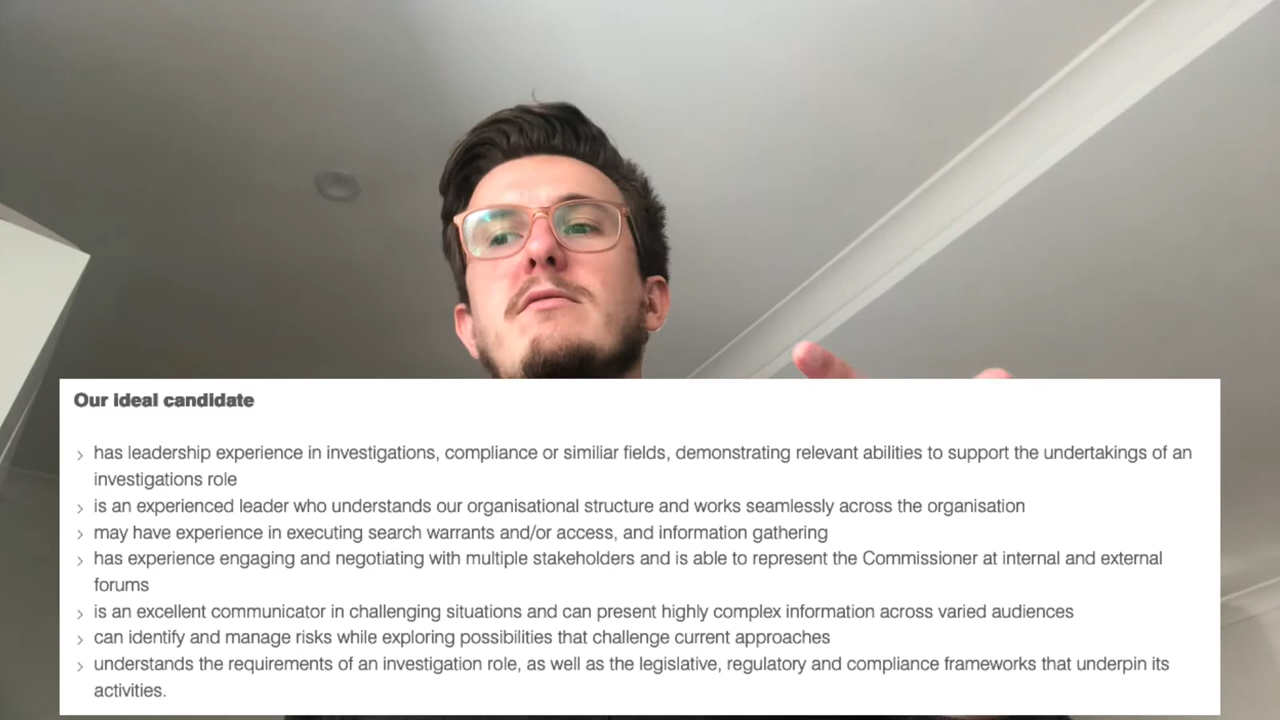 Our ideal candidate
› has leadership experience in investigations, compliance or similiar fields, demonstrating relevant abilities to support the undertakings of an
investigations role
› is an experienced leader who understands our organisational structure and works seamlessly across the organisation
› may have experience in executing search warrants and/or access, and information gathering
› has experience engaging and negotiating with multiple stakeholders and is able to represent the Commissioner at internal and external
forums
› is an excellent communicator in challenging situations and can present highly complex information across varied audiences
› can identify and manage risks while exploring possibilities that challenge current approaches
› understands the requirements of an investigation role, as well as the legislative, regulatory and compliance frameworks that underpin its
activities.